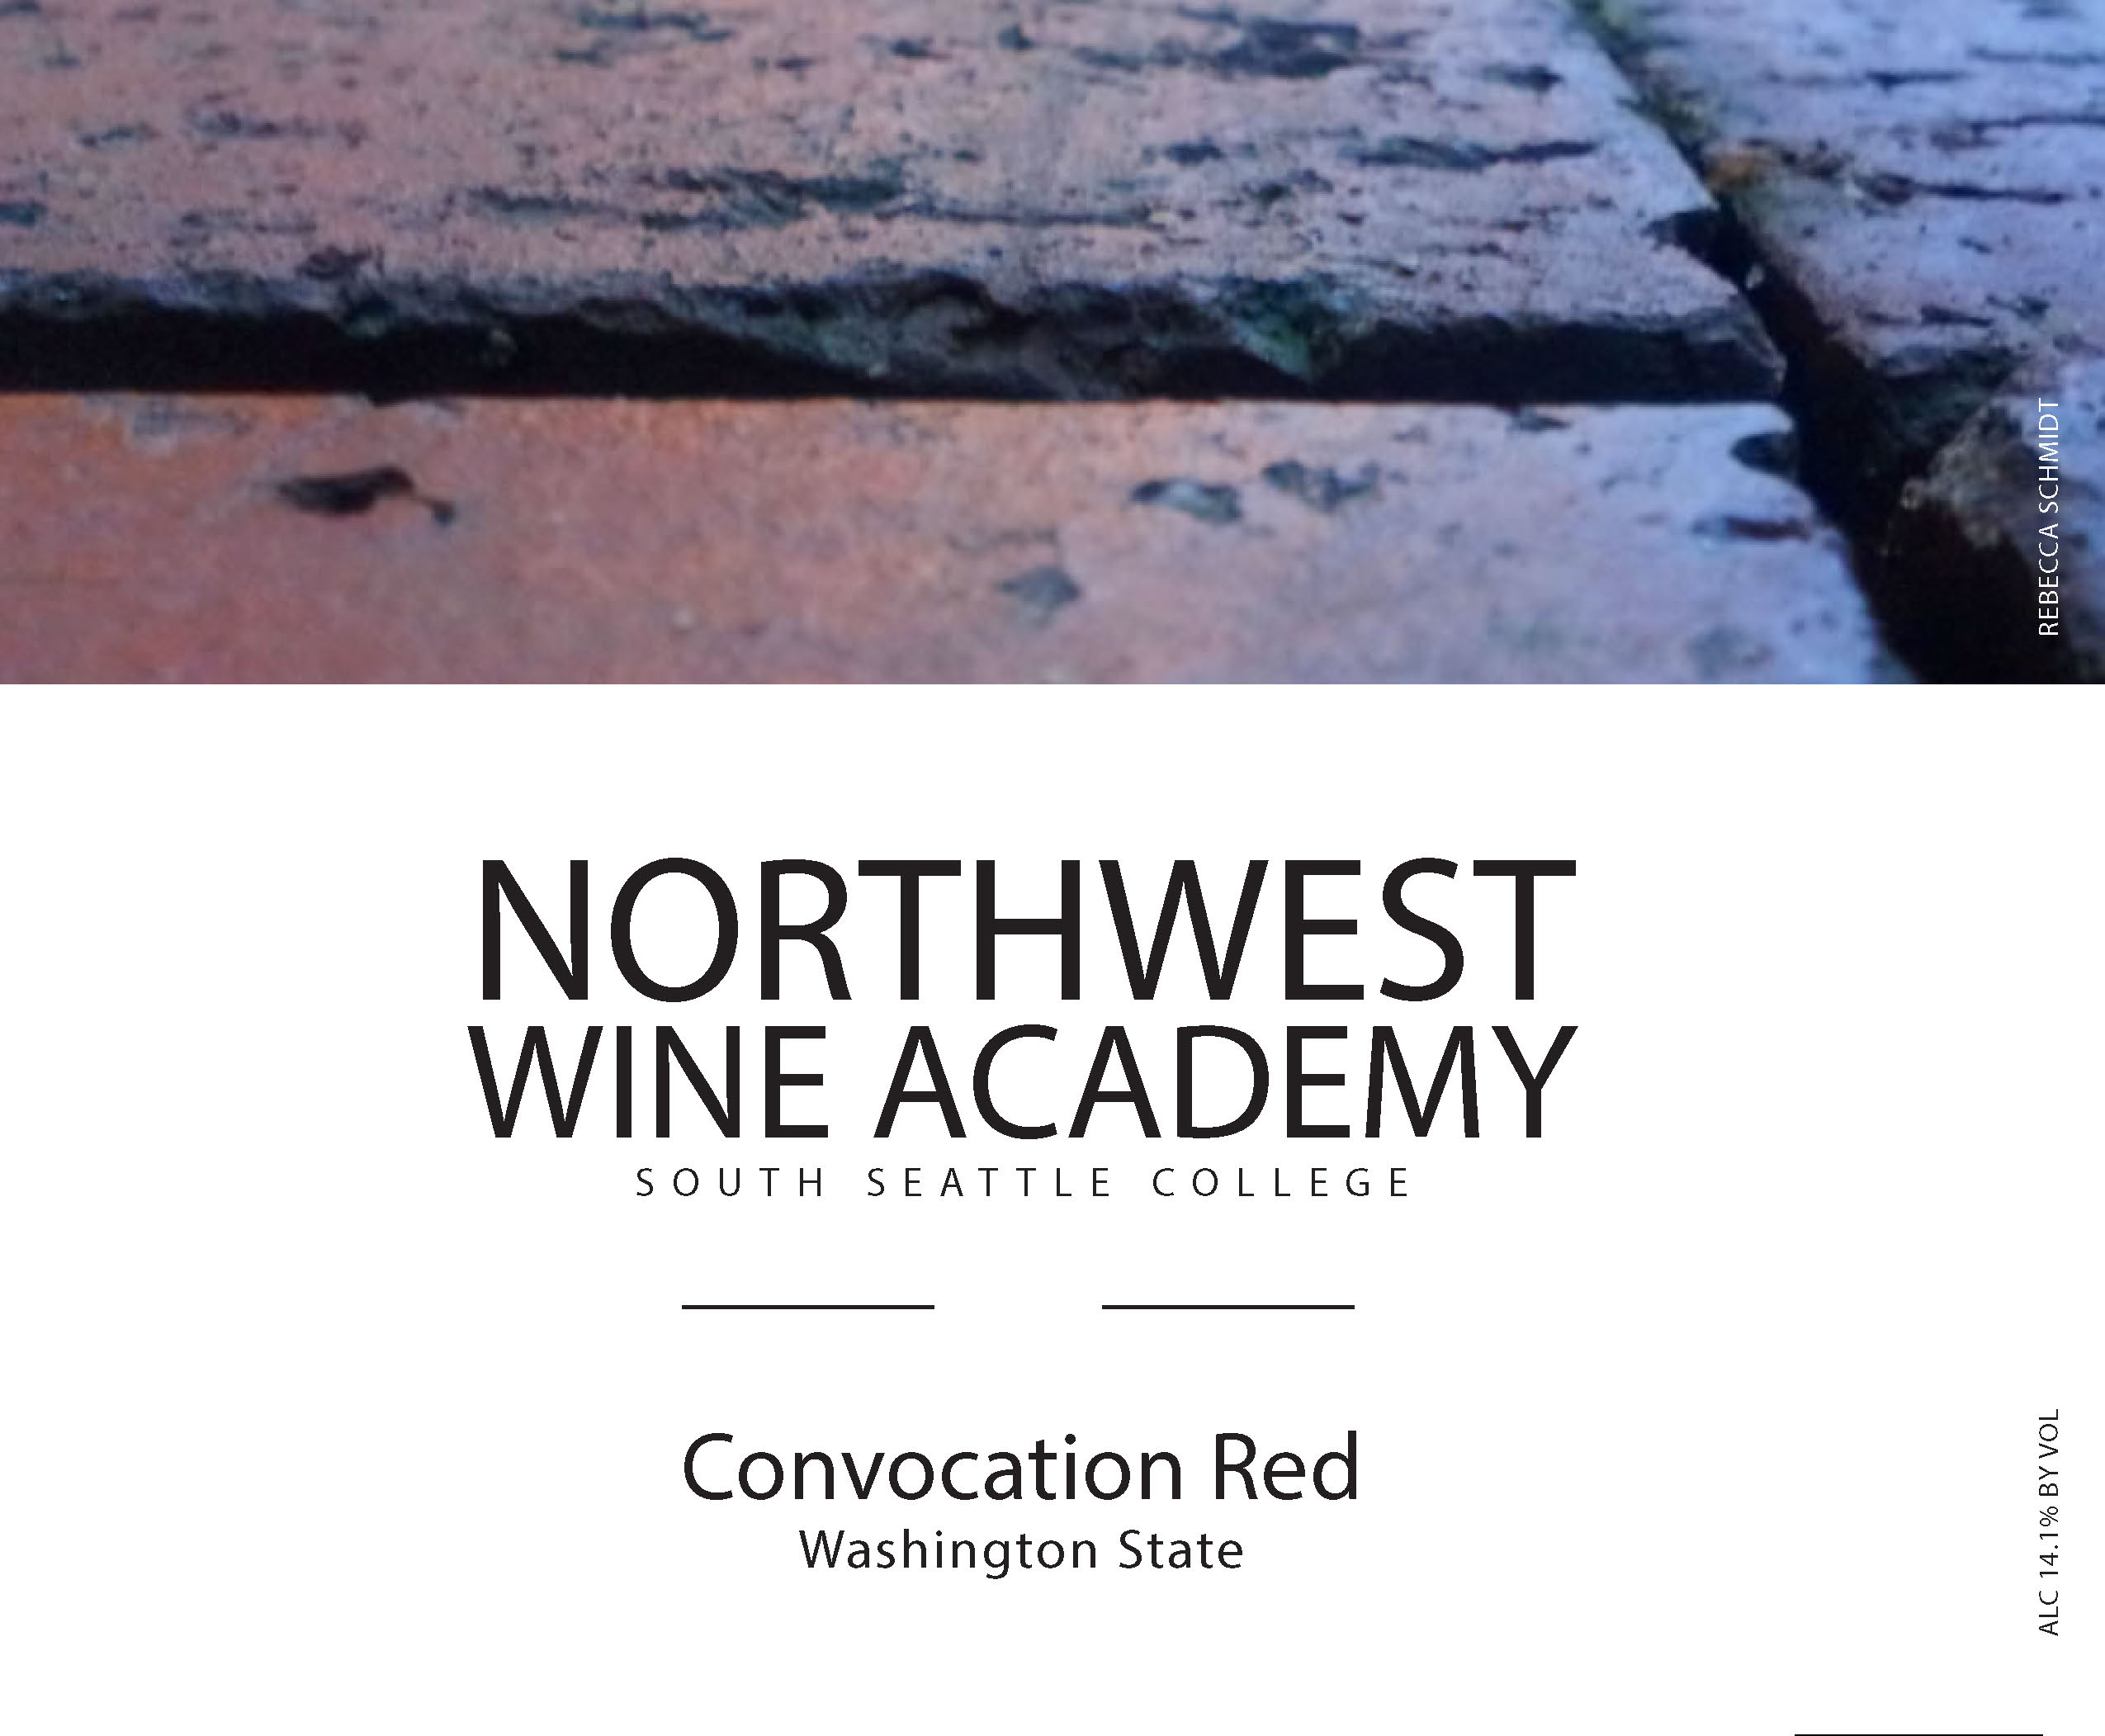 REBECCA SCHMIDT
NORTHWEST
WINE ACADEMY
SOUTH SEATTLE COLLEGE
Convocation Red
Washington State
ALC 14.1% BY VOL